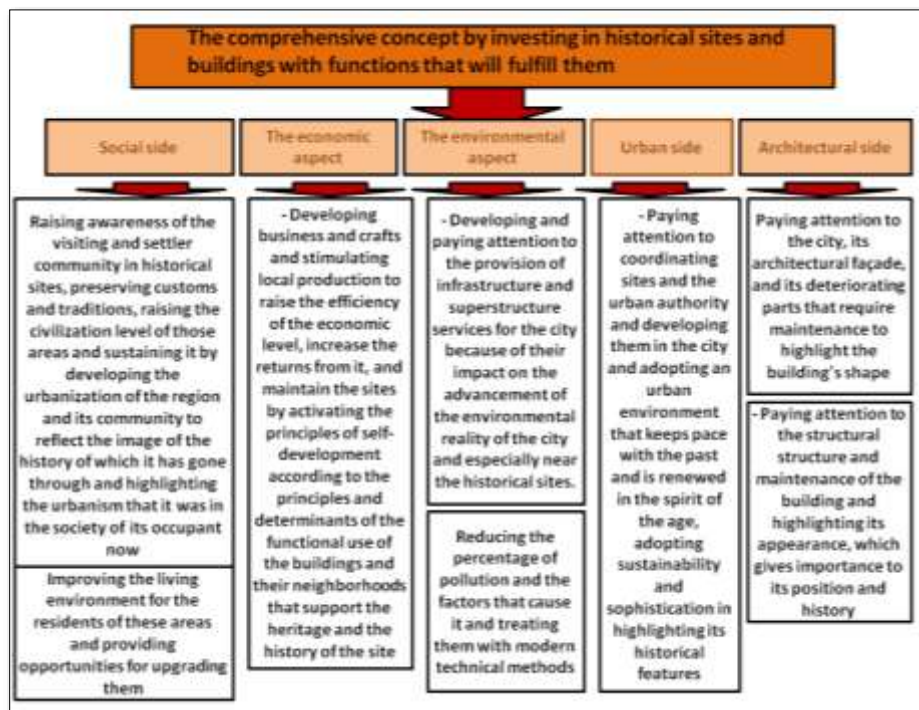 The comprehensive concept by investing in historical sites and
buildings with functions that will fulfill them
Social side
The economic
aspect
The environmental
aspect
Urban side
Architectural side
Raising awareness of the
visiting and settler
community in historical
sites, preserving customs
and traditions, raising the
civilization level of those
areas and sustaining it by
developing the
urbanization of the region
and its community to
reflect the image of the
history of which it has gone
through and highlighting
the urbanism that it was in
the society of its occupant
now
Improving the living
environment for the
residents of these areas
and providing
opportunities for upgrading
them
- Developing
business and crafts
and stimulating
local production to
raise the efficiency
of the economic
level, increase the
returns from it, and
maintain the sites
by activating the
principles of self-
development
according to the
principles and
determinants of the
functional use of
the buildings and
their neighborhoods
that support the
heritage and the
history of the site
- Developing and
paying attention to
the provision of
infrastructure and
superstructure
services for the city
because of their
impact on the
advancement of
the environmental
reality of the city
and especially near
the historical sites.
Reducing the
percentage of
pollution and the
factors that cause
it and treating
them with modern
technical methods
- Paying
attention to
coordinating
sites and the
urban authority
and developing
them in the city
and adopting an
urban
environment
that keeps pace
with the past
and is renewed
in the spirit of
the age,
adopting
sustainability
and
sophistication in
highlighting its
historical
features
Paying attention to
the city, its
architectural façade,
and its deteriorating
parts that require
maintenance to
highlight the
building's shape
- Paying attention to
the structural
structure and
maintenance of the
building and
highlighting its
appearance, which
gives importance to
its position and
history